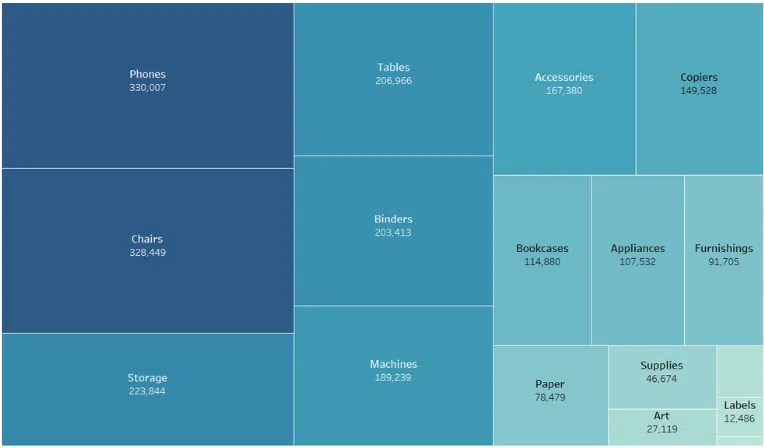 Phones
330,007
Chairs
328,449
Storage
223,844
Tables
206,966
Binders
203,413
Machines
189,239
Accessories
167,380
Copiers
149,528
Bookcases
114,880
Appliances
107,532
Furnishings
91,705
Paper
78,479
Supplies
46,674
Art
27,119
Labels
12,486